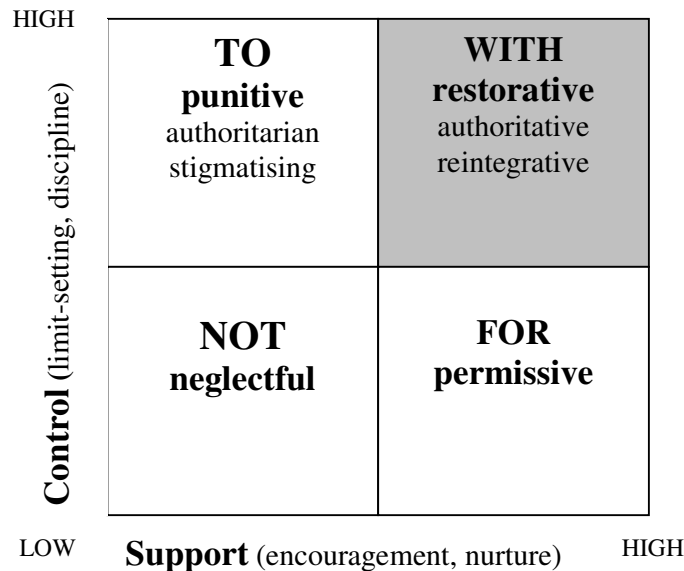 HIGH
TO
punitive
authoritarian
stigmatising
WITH
restorative
authoritative
reintegrative
Control (limit-setting, discipline)
NOT
neglectful
FOR
permissive
LOW
Support (encouragement, nurture)
HIGH